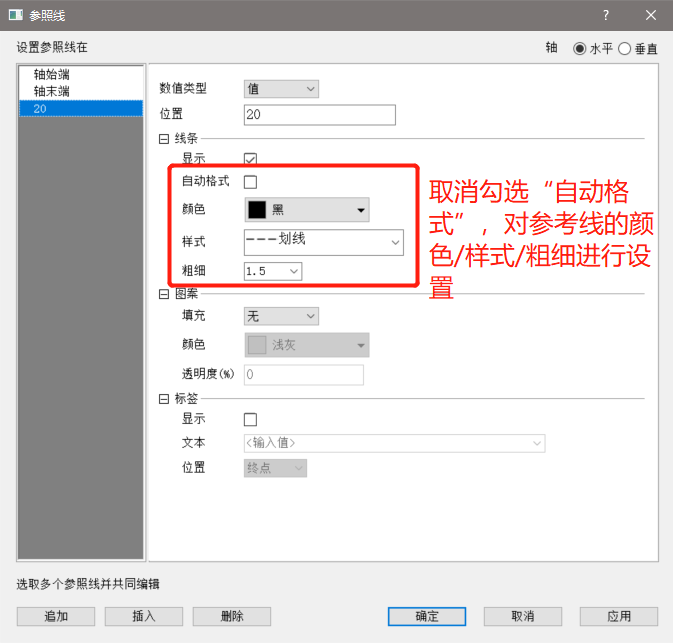 参照线
?
设置参照线在
轴 水平 垂直
轴始端
轴末端
20
数值类型 值
位置 20
线条
显示
自动格式
颜色 黑
样式 ---划线
粗细 1.5
取消勾选“自动格
式”，对参考线的颜
色/样式/粗细进行设
置
图案
填充 无
颜色 浅灰
透明度(%) 0
标签
显示
文本 <输入值>
位置 终点
选取多个参照线并共同编辑
追加 插入 删除 确定 取消 应用